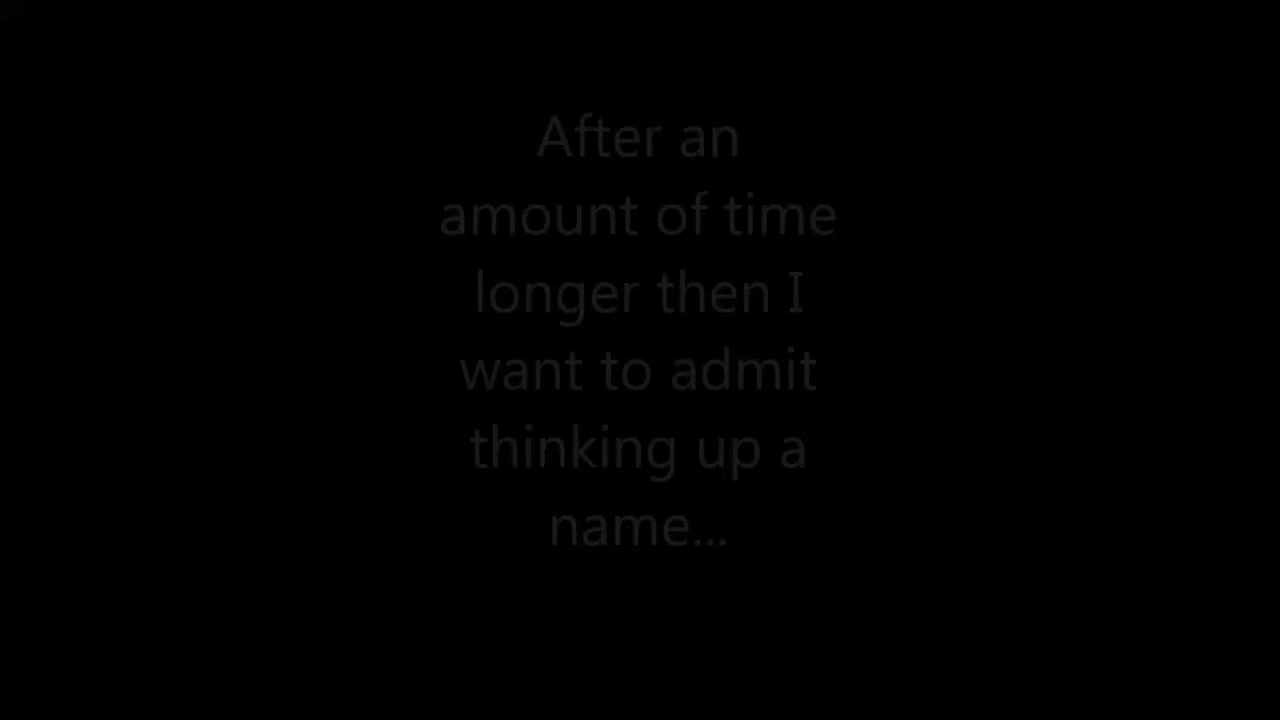 After an
amount of time
longer then I
want to admit
thinking up a
name...